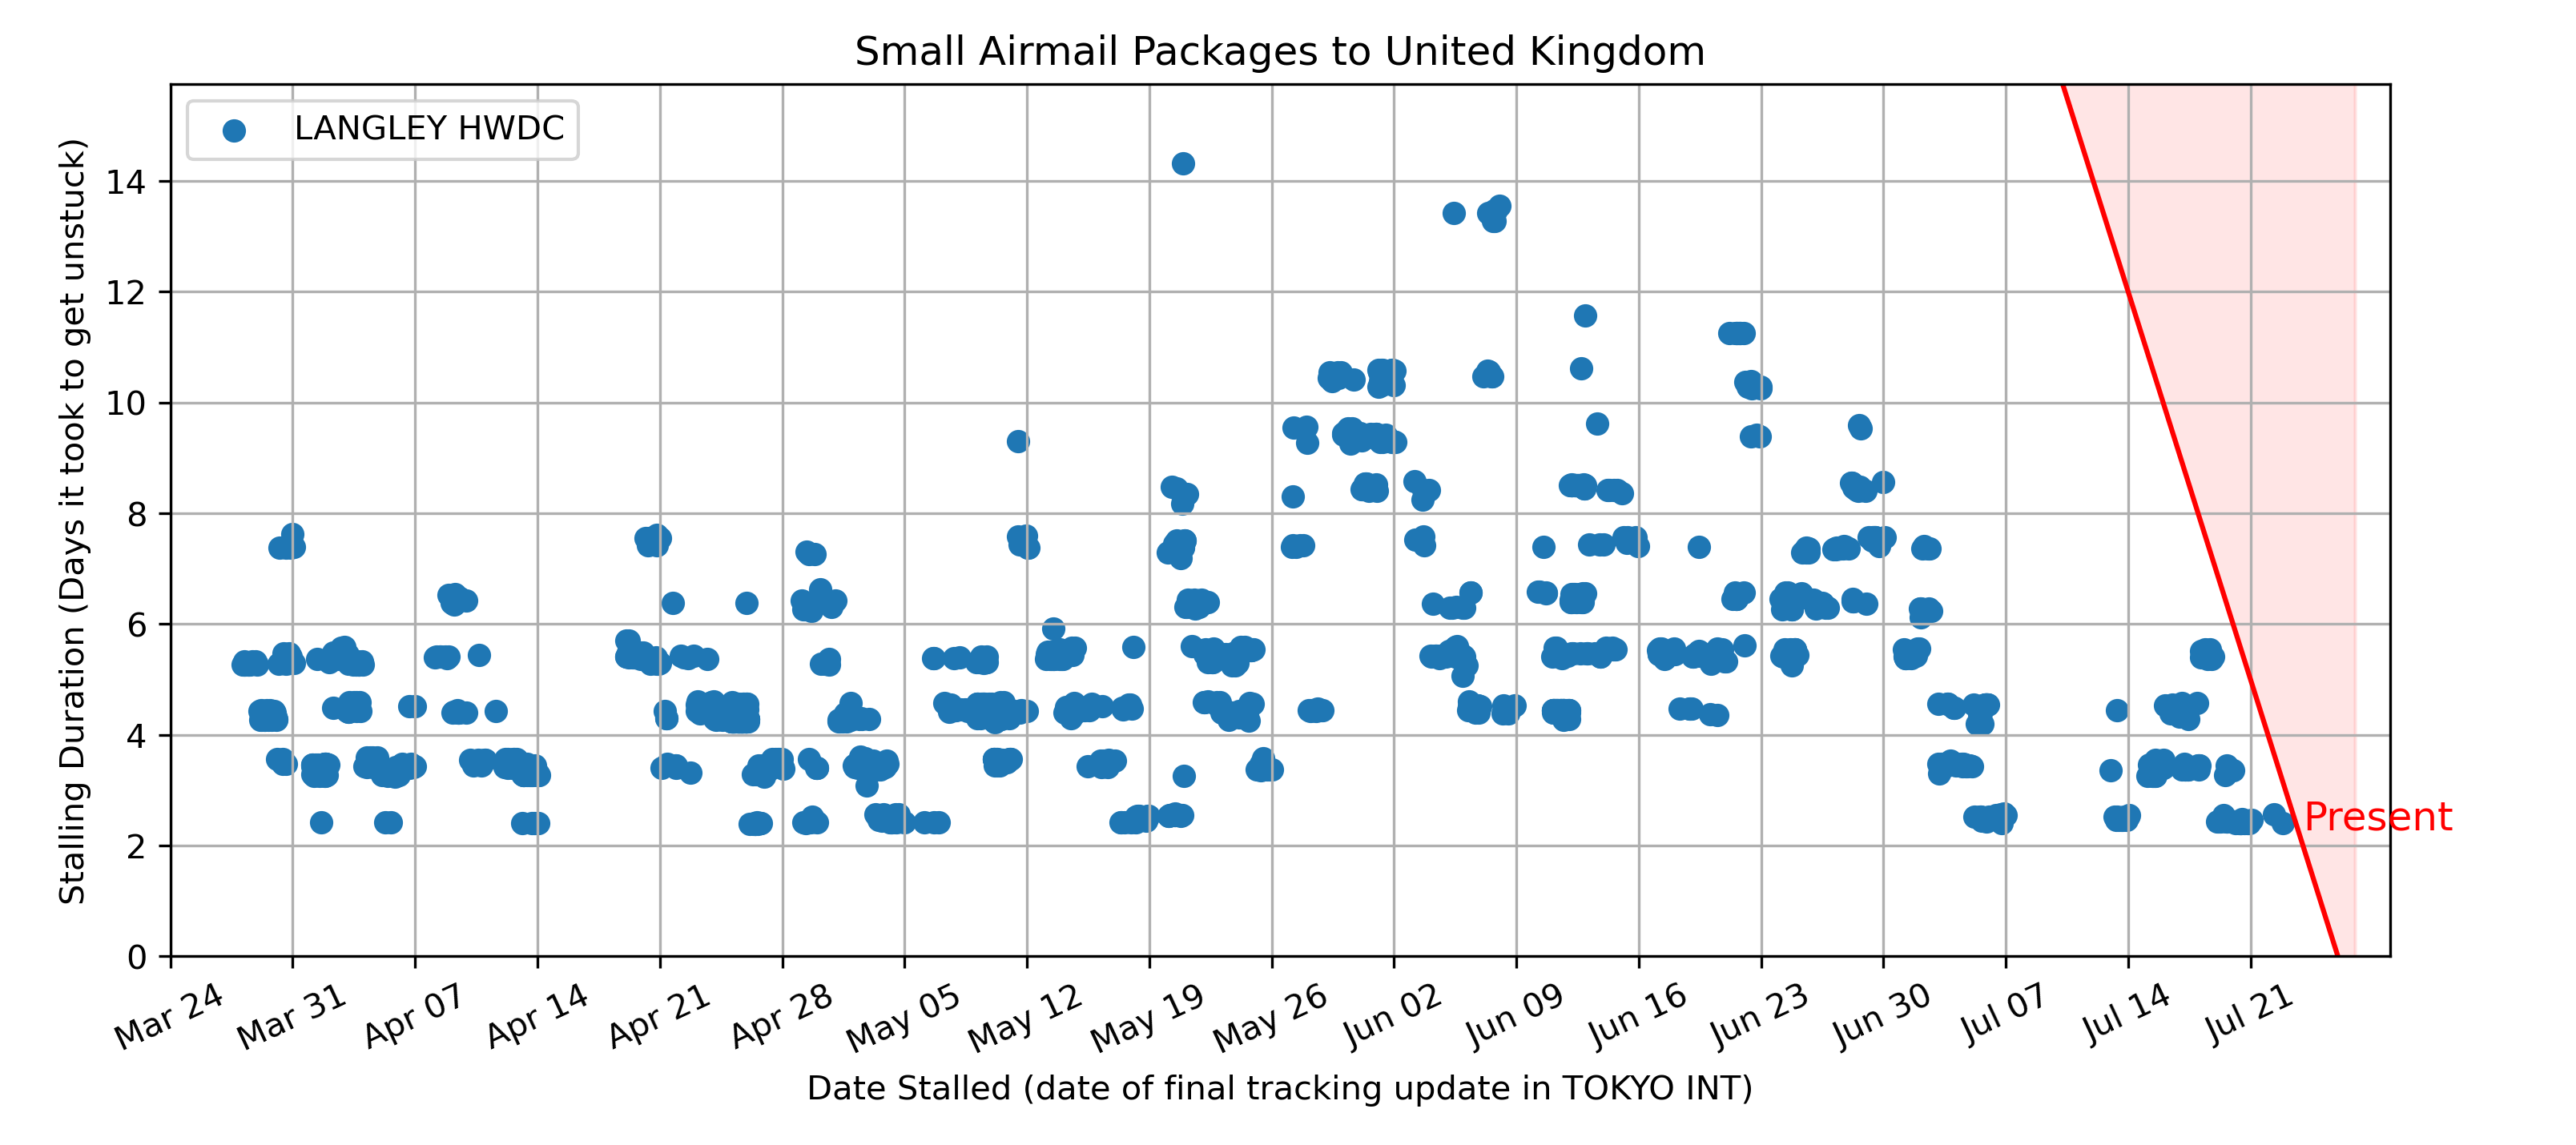 Small Airmail Packages to United Kingdom
LANGLEY HWDC
Stalling Duration (Days it took to get unstuck)
14
12
10
8
6
4
2
0
Present
Mar 24
Mar 31
Apr 07
Apr 14
Apr 21
Apr 28
May 05
May 12
May 19
May 26
Jun 02
Jun 09
Jun 16
Jun 23
Jun 30
Jul 07
Jul 14
Jul 21
Date Stalled (date of final tracking update in TOKYO INT)